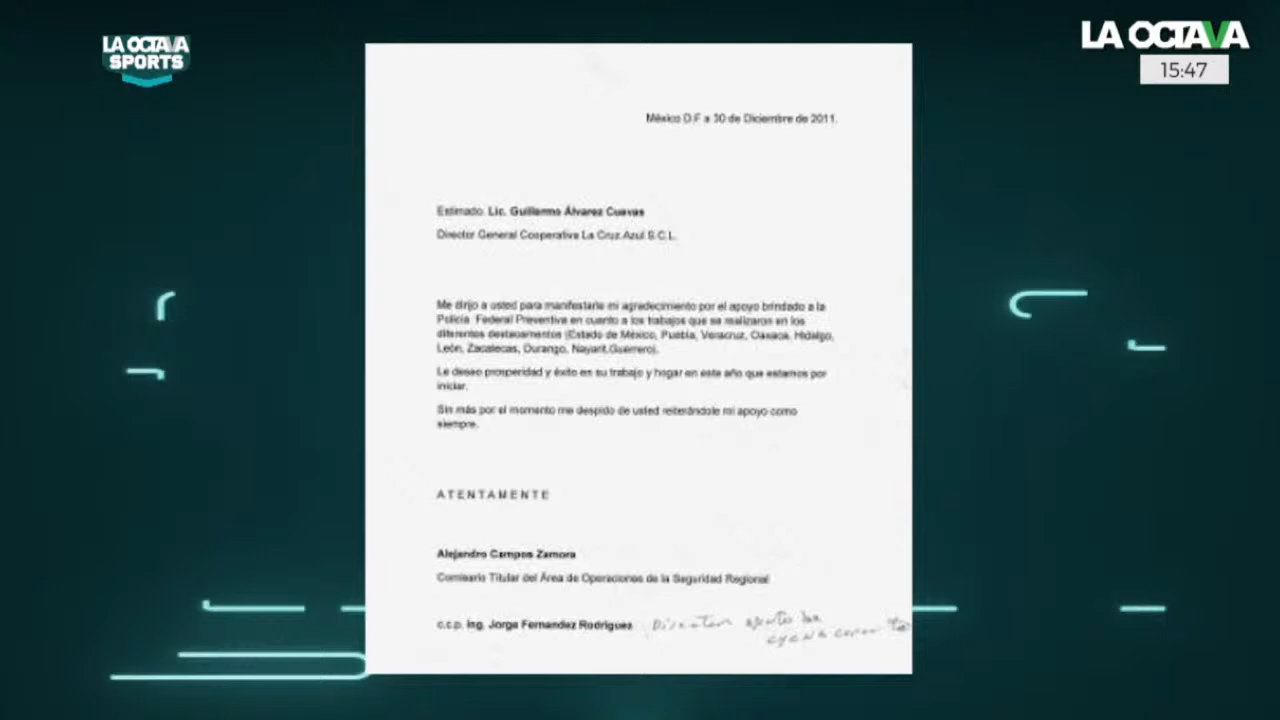 LA OCTAVA
SPORTS
LA OCTAVA
15:47
México D.F a 30 de Diciembre de 2011.
Estimado: Lic. Guillermo Álvarez Cuevas
Director General Cooperativa La Cruz Azul S.C.L.
Me dirijo a usted para manifestarle mi agradecimiento por el apoyo brindado a la
Policía Federal Preventiva en cuanto a los trabajos que se realizaron en los
diferentes destacamentos (Estado de México, Puebla, Veracruz, Oaxaca, Hidalgo,
León, Zacatecas, Durango, Nayarit,Guerrero).
Le deseo prosperidad y éxito en su trabajo y hogar en este año que estamos por
iniciar.
Sin más por el momento me despido de usted reiterándole mi apoyo como
siempre.
ATENTAMENTE
Alejandro Campos Zamora
Comisario Titular del Área de Operaciones de la Seguridad Regional
c.c.p. Ing. Jorge Fernandez Rodriguez